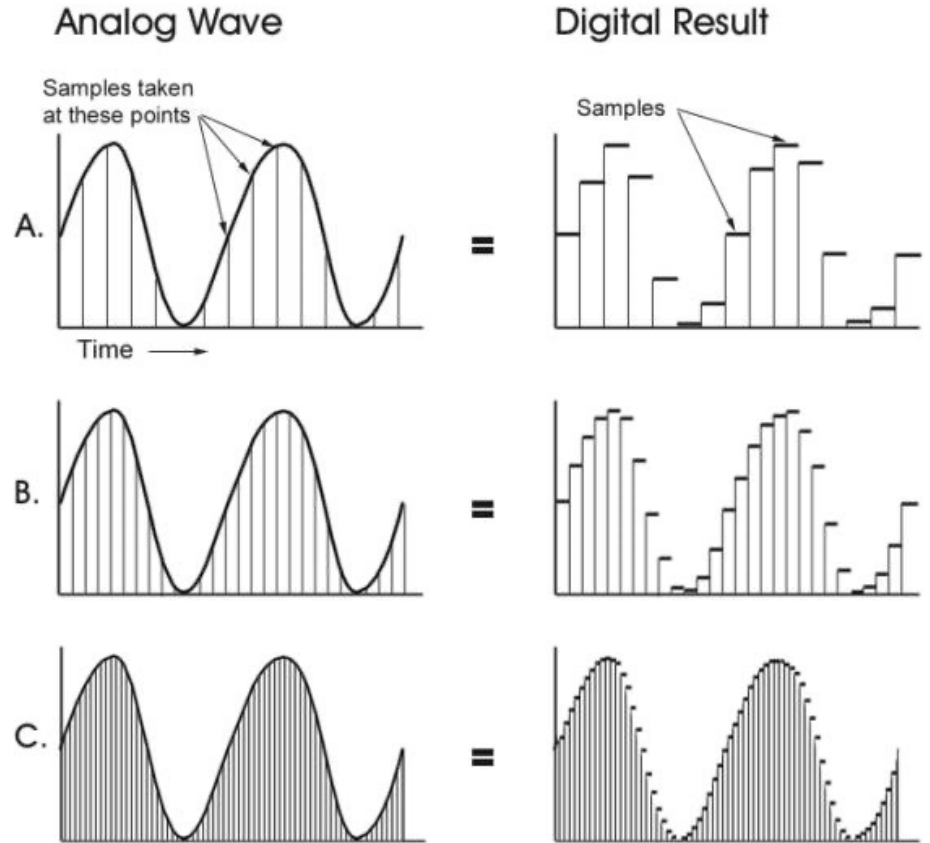 Analog Wave
Digital Result
Samples taken
at these points
Samples
A.
=
Time
B.
=
C.
=